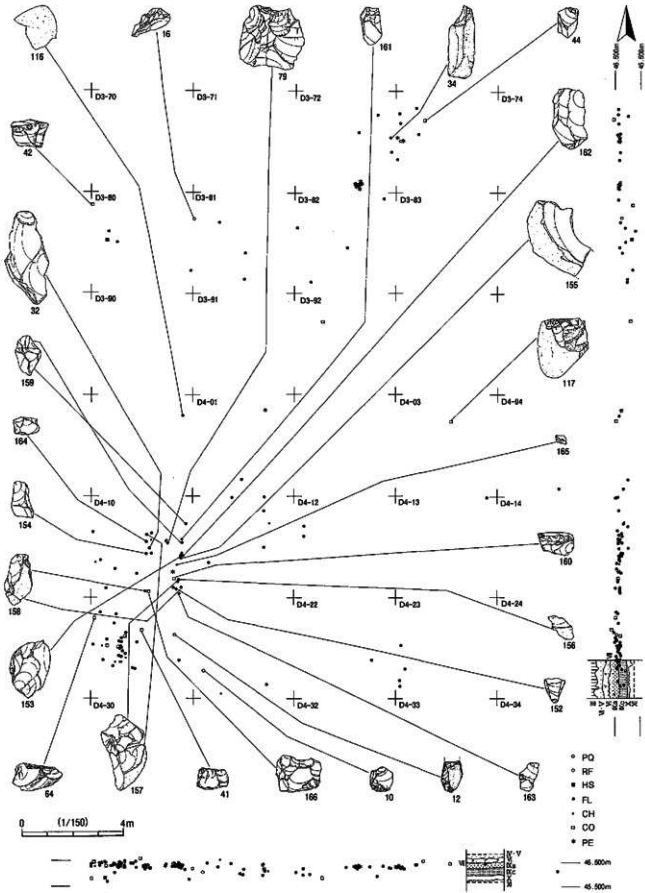 116
16
79
161
34
44
46.500m
45.500m
D3-70
D3-71
D3-72
D3-74
42
162
D3-80
D3-81
D3-82
D3-83
32
155
D3-90
D3-91
D3-92
159
117
D4-01
D4-03
D4-04
164
165
D4-10
D4-12
D4-13
D4-14
154
160
158
D4-22
D4-23
D4-24
156
153
152
D4-30
D4-32
D4-33
D4-34
64
157
41
166
10
12
163
PQ
RF
HS
FL
CH
CO
PE
0 (1/150) 4m
46.500m
45.500m